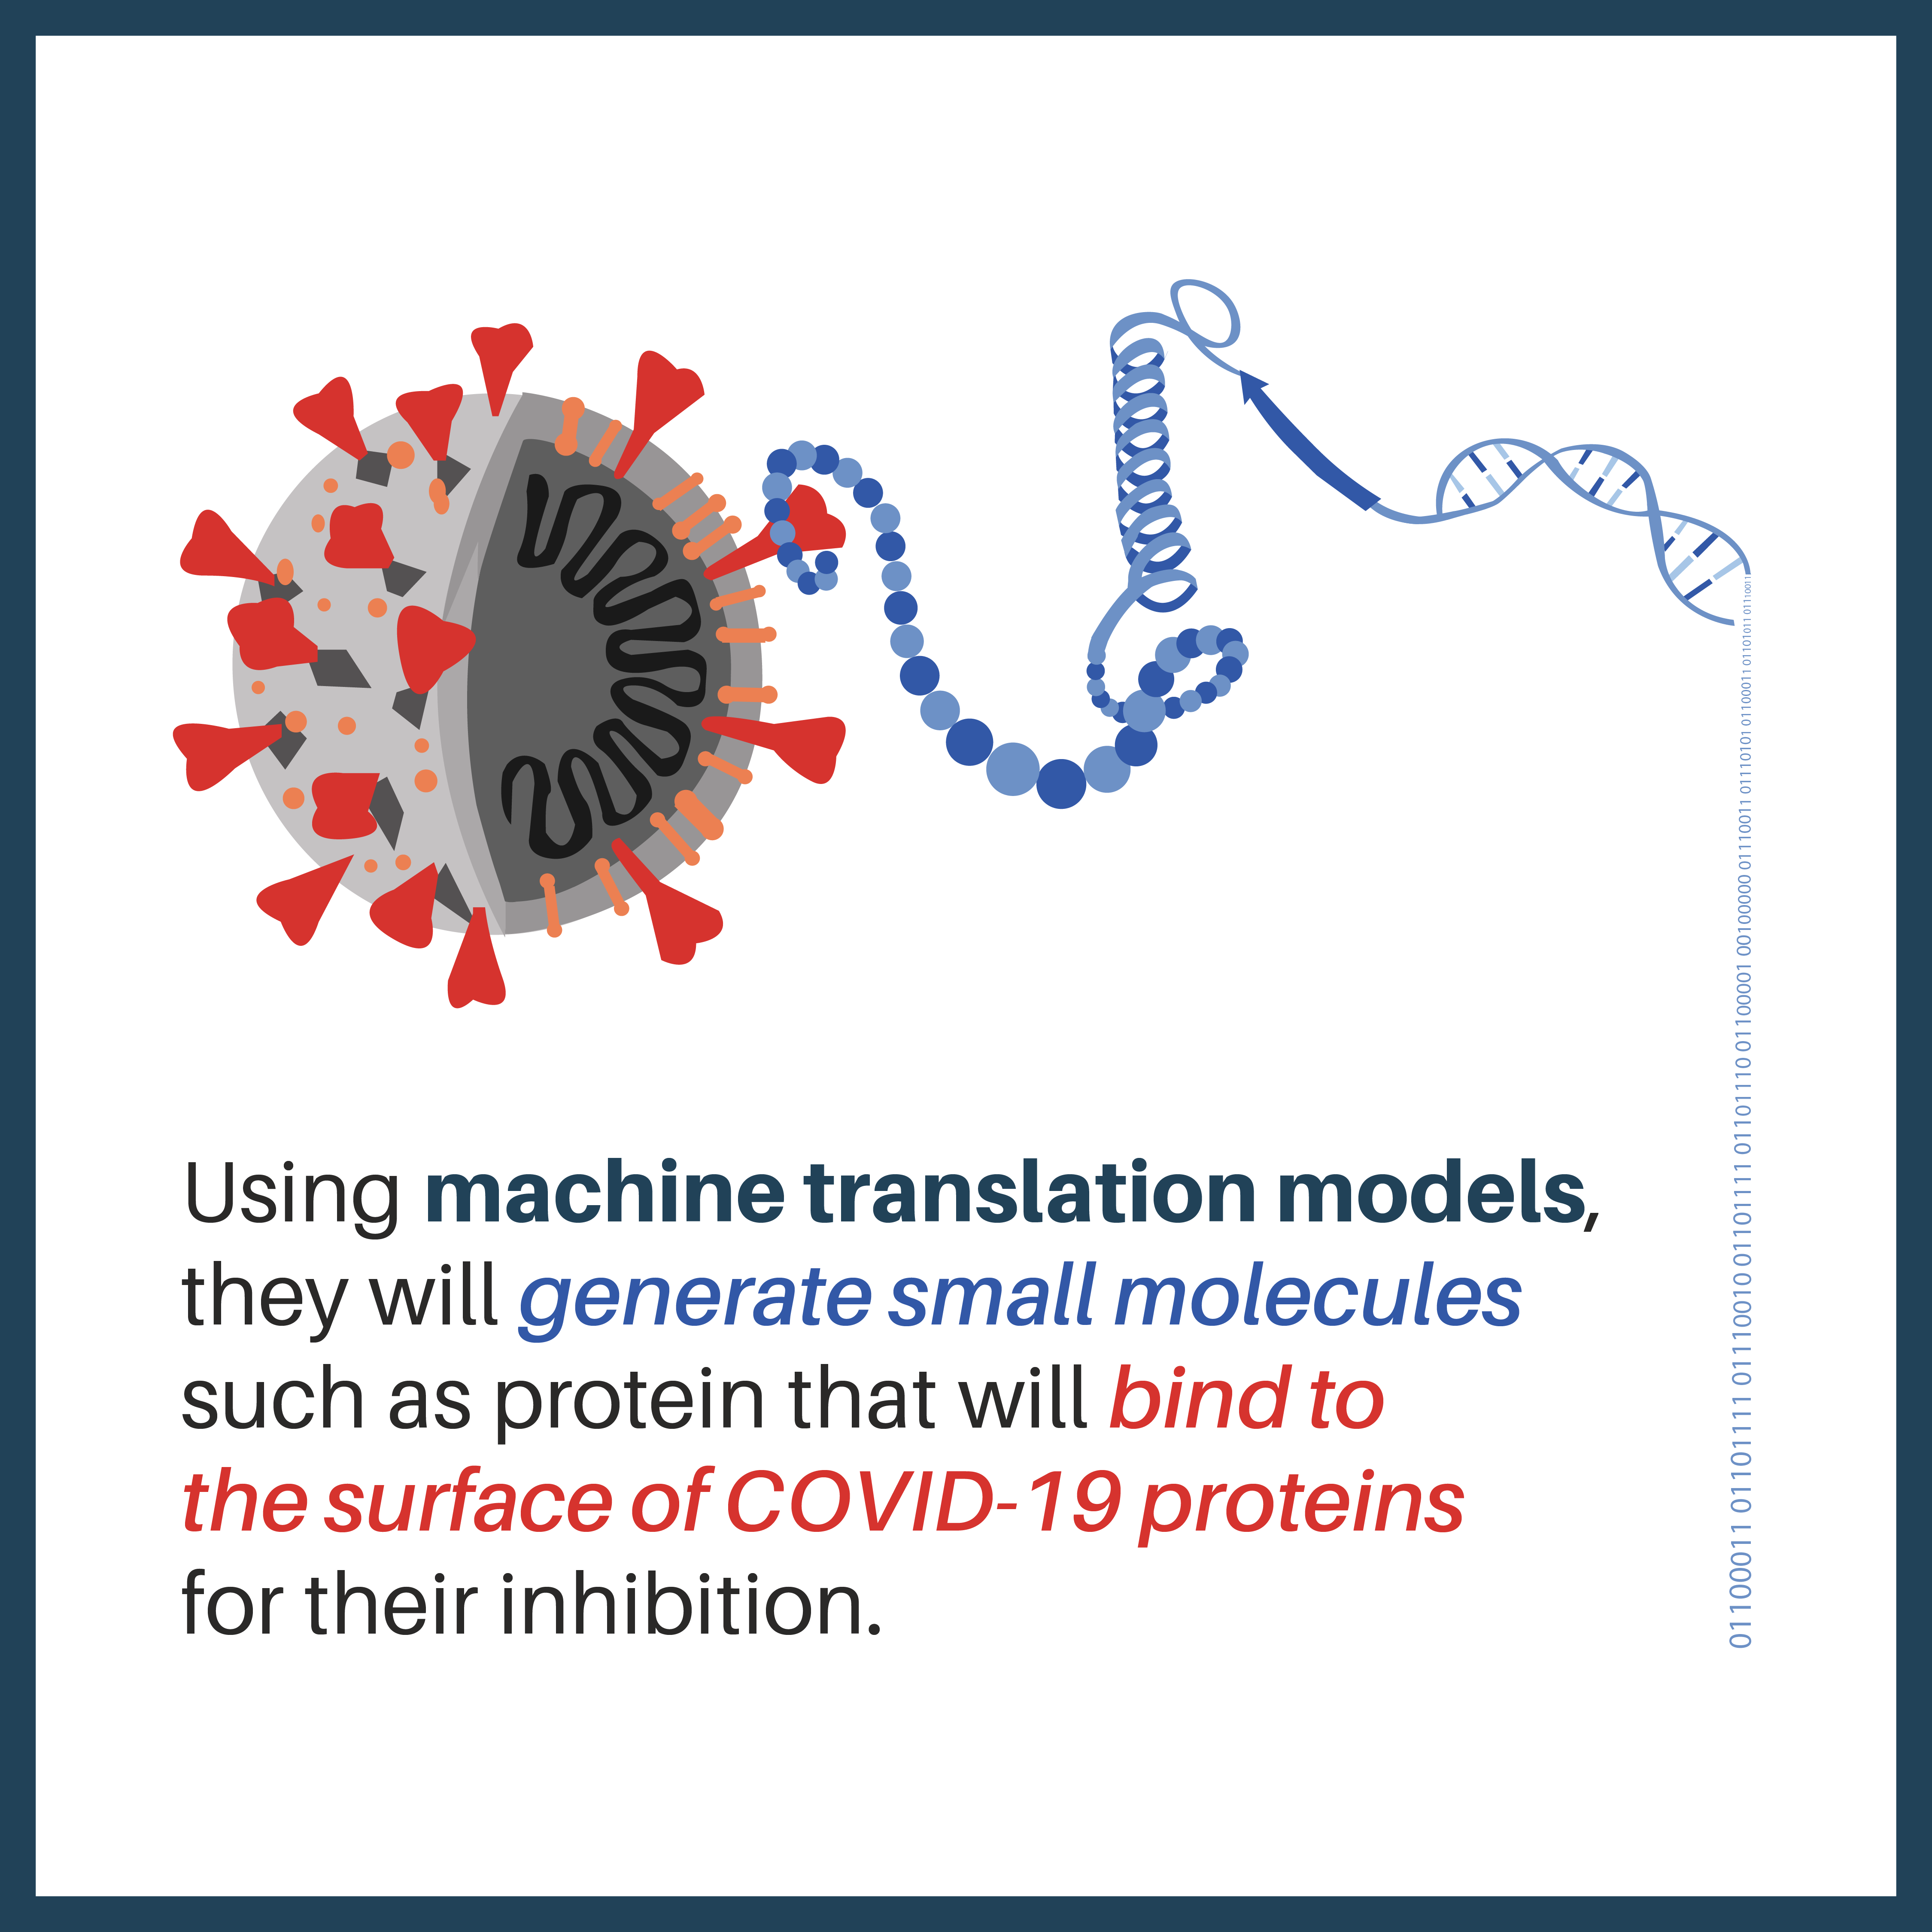 Using machine translation models,
they will generate small molecules
such as protein that will bind to
the surface of COVID-19 proteins
for their inhibition.
01100011 01101111 01110010 01101111 01101110 01100001 00100000 01110011 01110101 01100011 01101011 01110011